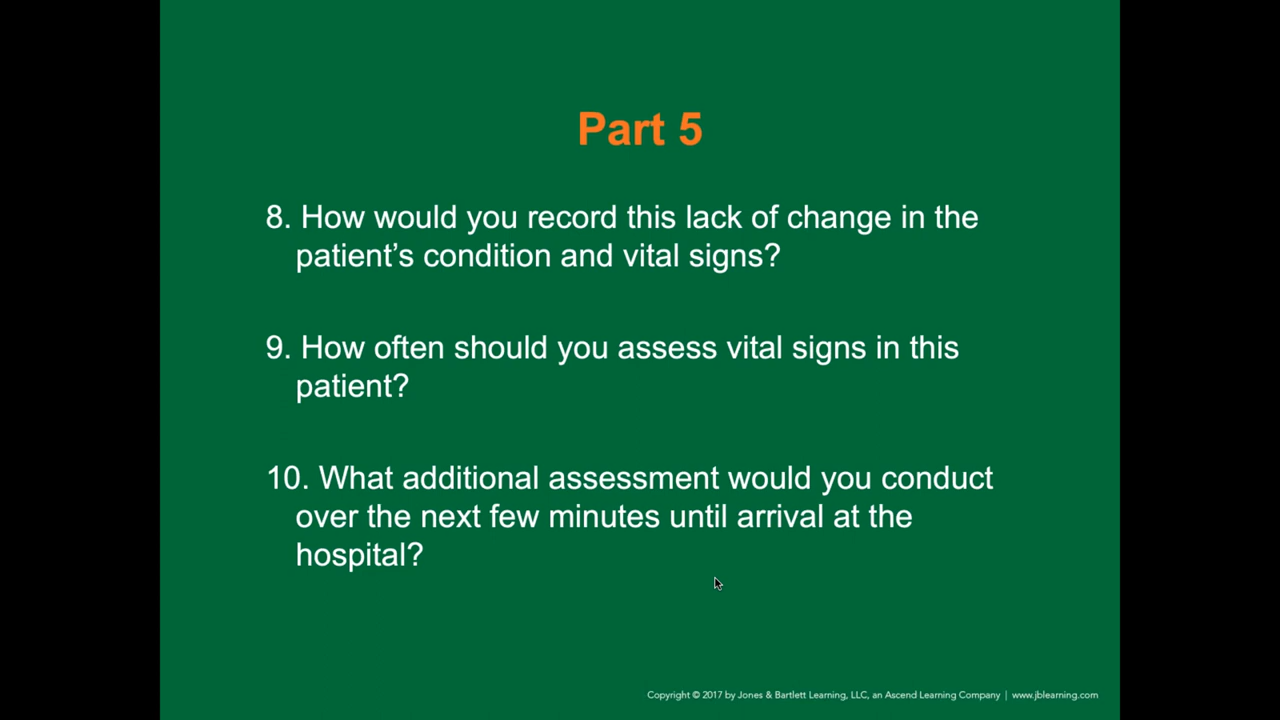 Part 5
8. How would you record this lack of change in the
patient’s condition and vital signs?
9. How often should you assess vital signs in this
patient?
10. What additional assessment would you conduct
over the next few minutes until arrival at the
hospital?
Copyright © 2017 by Jones & Bartlett Learning, LLC, an Ascend Learning Company | www.jblearning.com